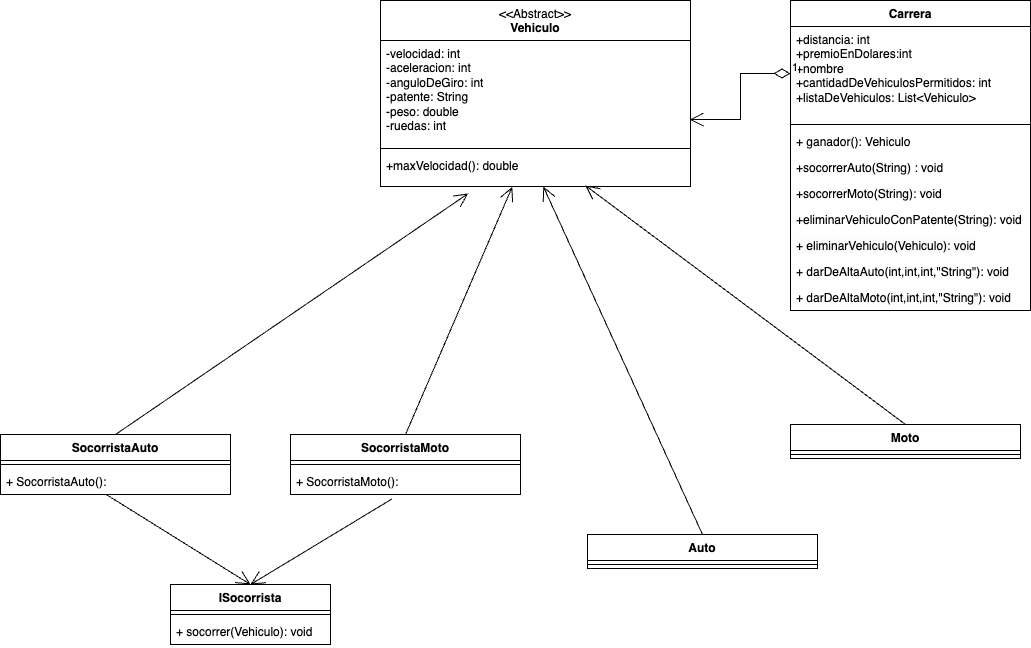 <<Abstract>>
Vehiculo
-velocidad: int
-aceleracion: int
-anguloDeGiro: int
-patente: String
-peso: double
-ruedas: int
+maxVelocidad(): double
Carrera
+distancia: int
+premioEnDolares:int
1
+nombre
+cantidadDeVehiculosPermitidos: int
+listaDeVehiculos: List<Vehiculo>
+ ganador(): Vehiculo
+socorrerAuto(String) : void
+socorrerMoto(String): void
+eliminarVehiculoConPatente(String): void
+ eliminarVehiculo(Vehiculo): void
+ darDeAltaAuto(int,int,int,"String"): void
+ darDeAltaMoto(int,int,int,"String"): void
SocorristaAuto
+ SocorristaAuto():
SocorristaMoto
+ SocorristaMoto():
Moto
Auto
ISocorrista
+ socorrer(Vehiculo): void